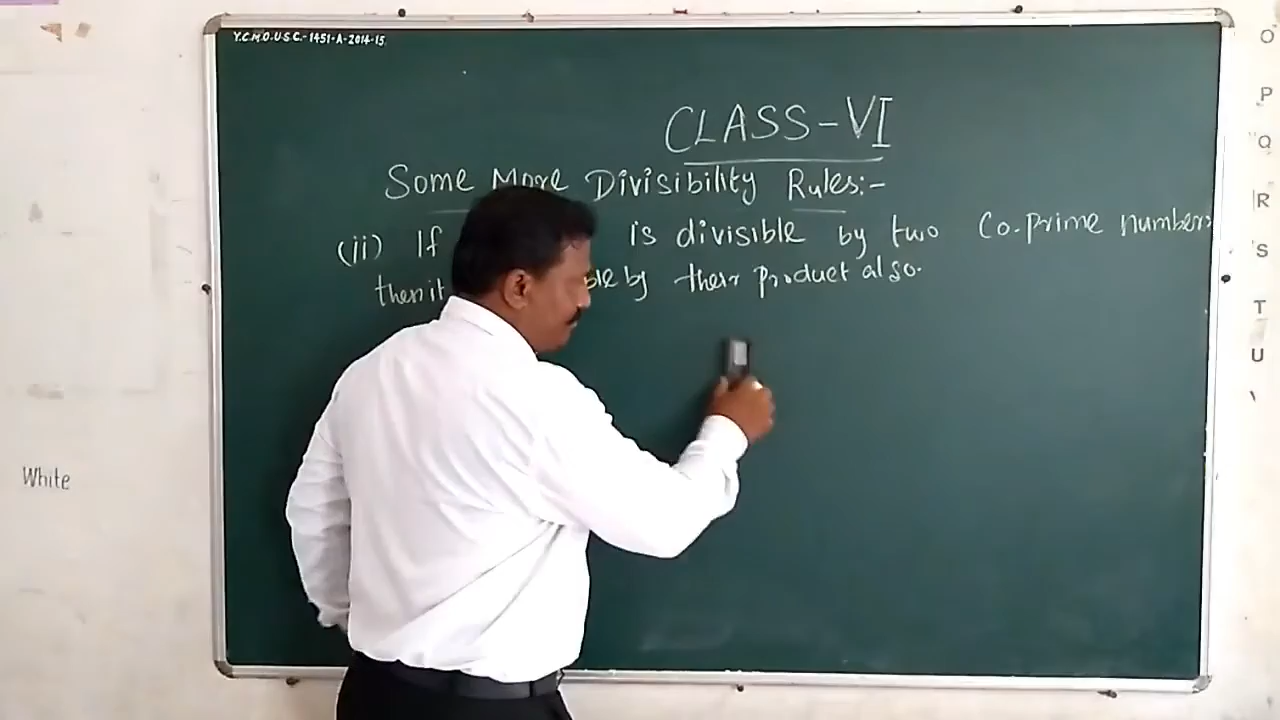 Y.C.M.O.U.S.C.-1451-A-2014-15
CLASS-VI
Some More Divisibility Rules:-
(ii) If is divisible by two Co-prime numbers
then it by their product also.
White
O
P
Q
R
S
T
U